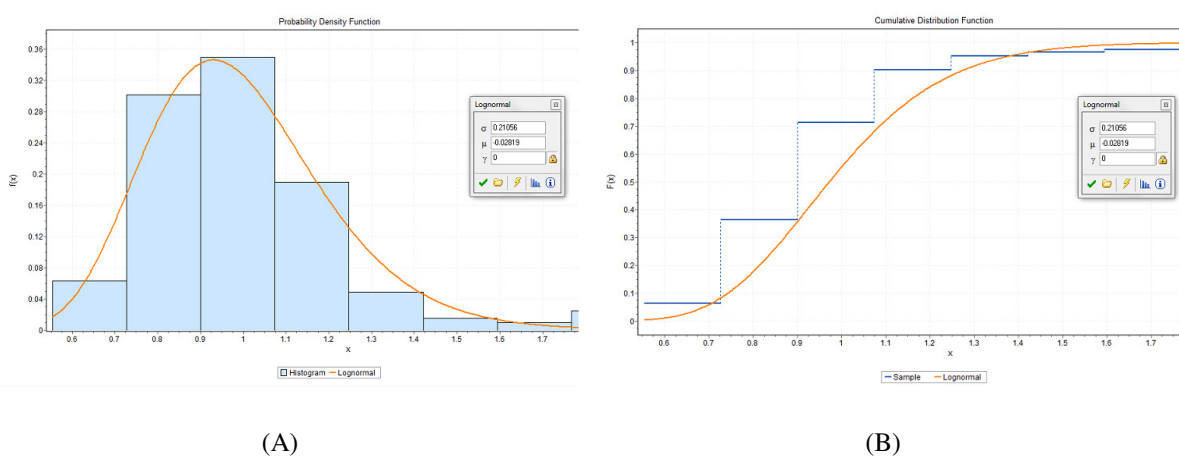 Probability Density Function
0.36
0.32
0.28
0.24
0.2
0.16
0.12
0.08
0.04
0
f(x)
0.6 0.7 0.8 0.9 1 1.1 1.2 1.3 1.4 1.5 1.6 1.7
x
Histogram Lognormal
Lognormal
σ 0.21056
μ -0.02819
γ 0
(A)
Cumulative Distribution Function
1
0.9
0.8
0.7
0.6
0.5
0.4
0.3
0.2
0.1
0
F(x)
0.6 0.7 0.8 0.9 1 1.1 1.2 1.3 1.4 1.5 1.6 1.7
x
Sample Lognormal
Lognormal
σ 0.21056
μ -0.02819
γ 0
(B)